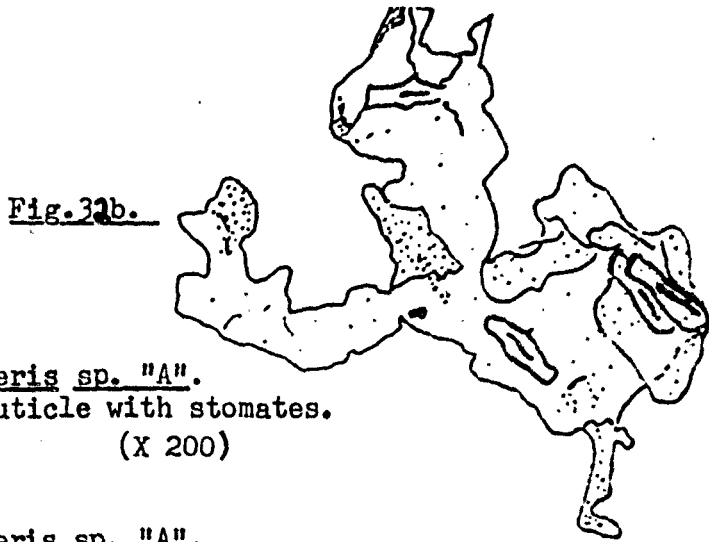 Fig.32b.
eris sp. "A".
uticle with stomates.
(X 200)
eris sp. "A".